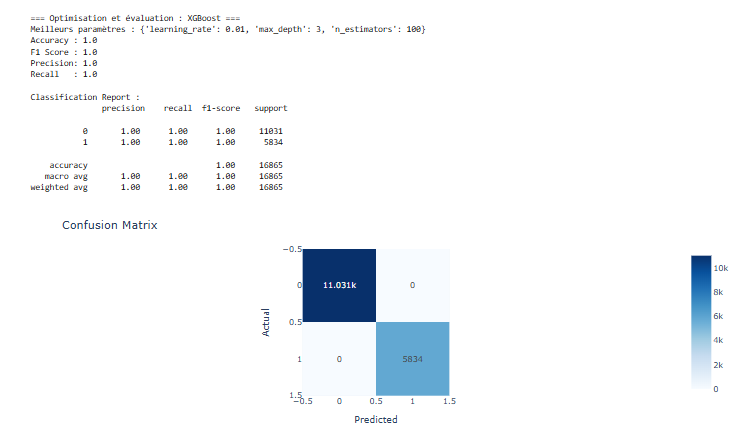 === Optimisation et évaluation : XGBoost ===
Meilleurs paramètres : {'learning_rate': 0.01, 'max_depth': 3, 'n_estimators': 100}
Accuracy : 1.0
F1 Score : 1.0
Precision: 1.0
Recall   : 1.0
Classification Report :
precision    recall  f1-score   support
0       1.00      1.00      1.00     11031
1       1.00      1.00      1.00      5834
accuracy                           1.00     16865
macro avg       1.00      1.00      1.00     16865
weighted avg       1.00      1.00      1.00     16865
Confusion Matrix
−0.5
0 11.031k 0
0.5
1 0 5834
1.5
Actual
−0.5 0 0.5 1 1.5
Predicted
10k
8k
6k
4k
2k
0